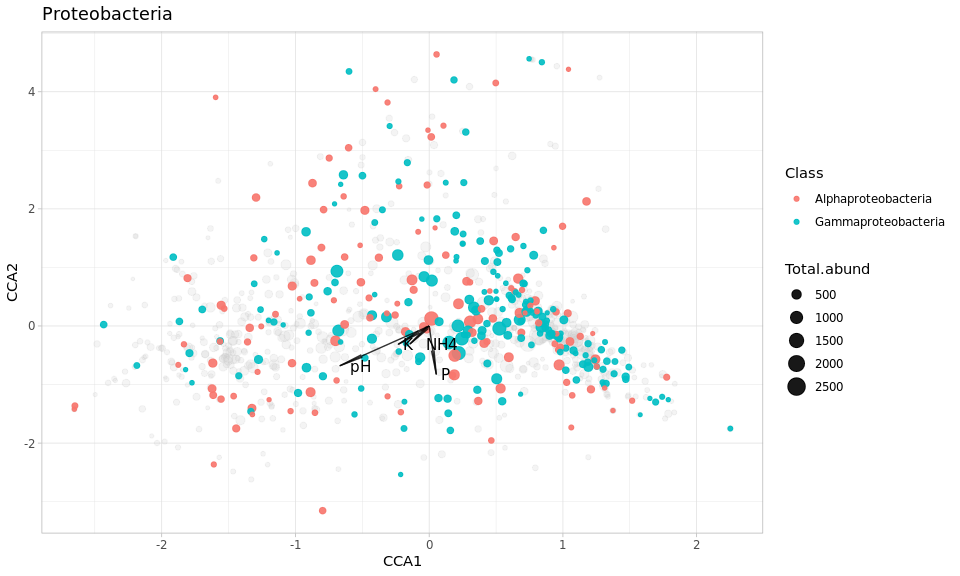 Proteobacteria
CCA2
4
2
0
-2
K
NH4
pH
P
-2
-1
0
1
2
CCA1
Class
Alphaproteobacteria
Gammaproteobacteria
Total.abund
500
1000
1500
2000
2500